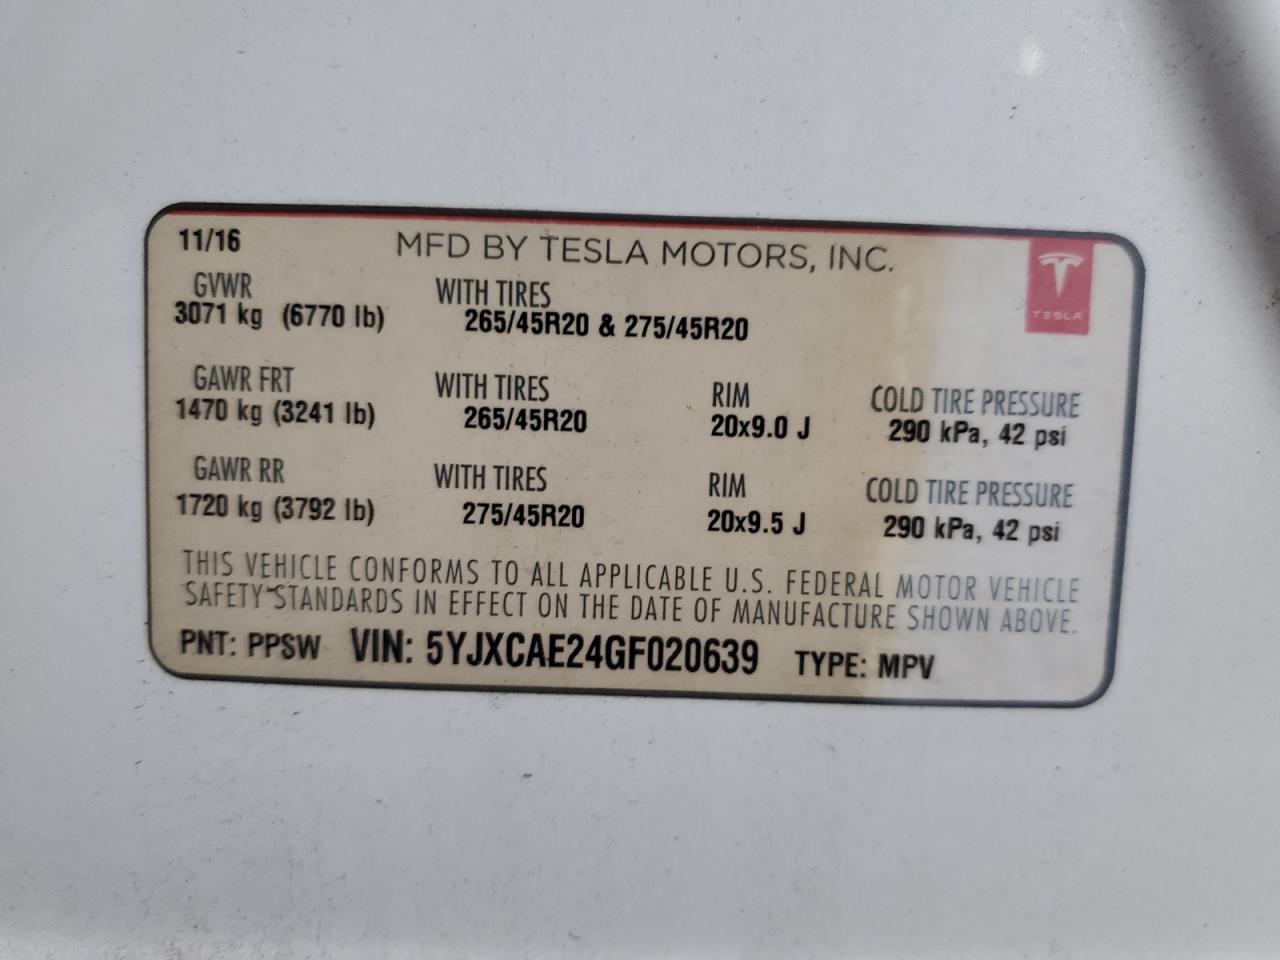 11/16 MFD BY TESLA MOTORS, INC.
TESLA
GVWR WITH TIRES
3071 kg (6770 lb) 265/45R20 & 275/45R20
GAWR FRT WITH TIRES RIM COLD TIRE PRESSURE
1470 kg (3241 lb) 265/45R20 20x9.0 J 290 kPa, 42 psi
GAWR RR WITH TIRES RIM COLD TIRE PRESSURE
1720 kg (3792 lb) 275/45R20 20x9.5 J 290 kPa, 42 psi
THIS VEHICLE CONFORMS TO ALL APPLICABLE U.S. FEDERAL MOTOR VEHICLE
SAFETY STANDARDS IN EFFECT ON THE DATE OF MANUFACTURE SHOWN ABOVE.
PNT: PPSW VIN: 5YJXCAE24GF020639 TYPE: MPV